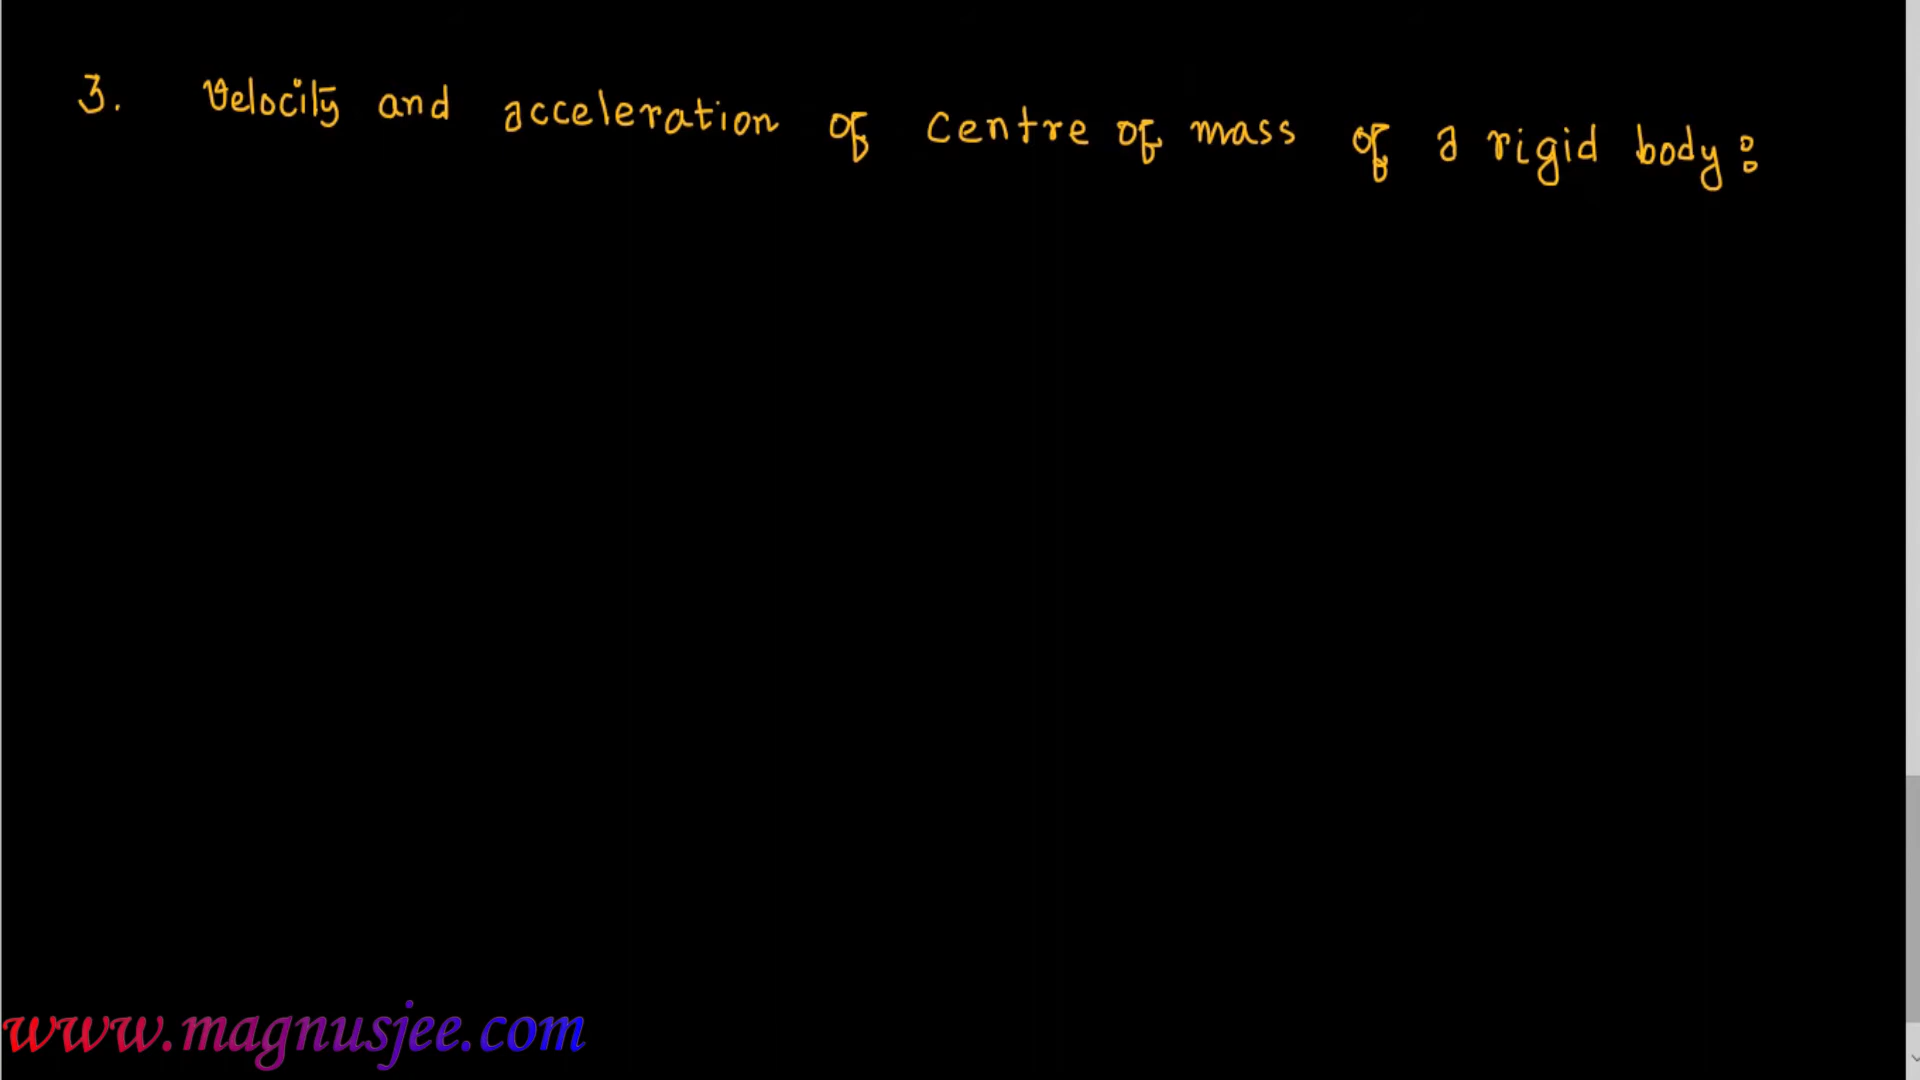 3. Velocity and acceleration of centre of mass of a rigid body:
www.magnusjee.com